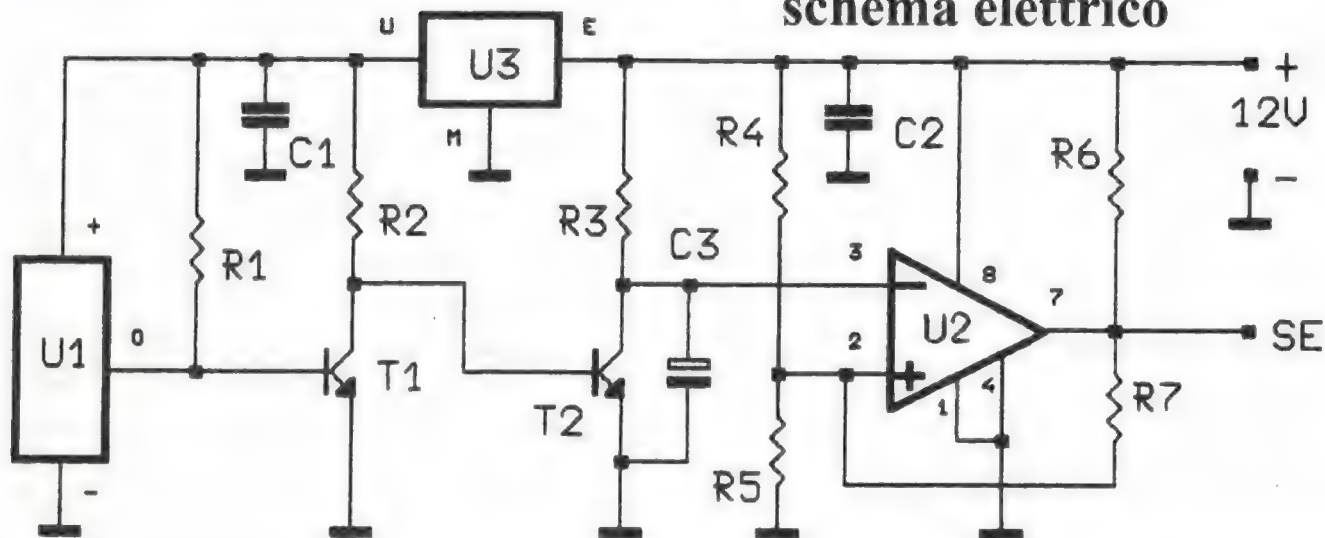 schema elettrico
U
U3
E
M
+
12V
-
C1
R4
C2
R6
R2
R3
C3
+
R1
3
8
7
U1
O
T1
U2
SE
2
T2
1
4
R7
-
R5